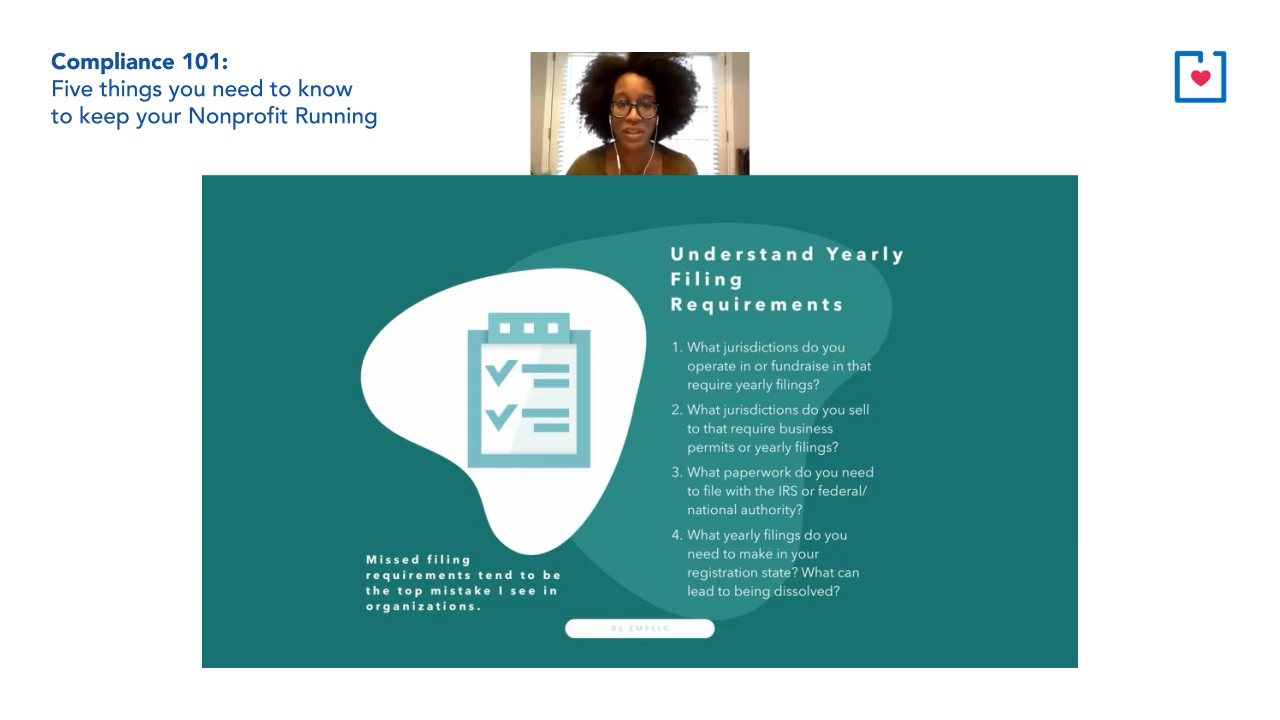 Compliance 101:
Five things you need to know
to keep your Nonprofit Running
Understand Yearly
Filing
Requirements
1. What jurisdictions do you
operate in or fundraise in that
require yearly filings?
2. What jurisdictions do you sell
to that require business
permits or yearly filings?
3. What paperwork do you need
to file with the IRS or federal/
national authority?
4. What yearly filings do you
need to make in your
registration state? What can
lead to being dissolved?
Missed filing
requirements tend to be
the top mistake I see in
organizations.
By EMPLLC